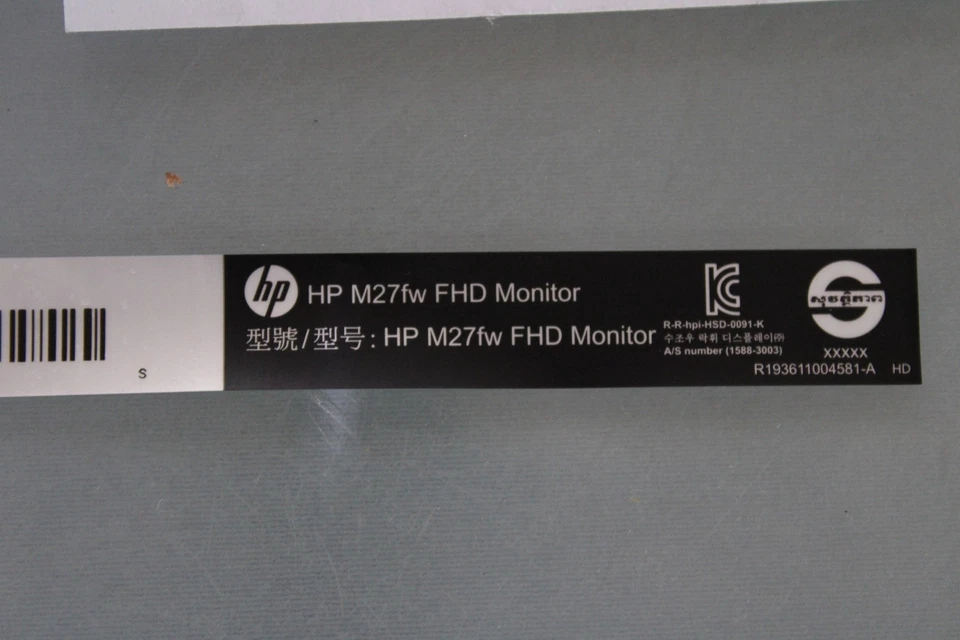 S
hp HP M27fw FHD Monitor
型號/型号: HP M27fw FHD Monitor
R-R-hpi-HSD-0091-K
수조우 락휘 디스플레이㈜
A/S number (1588-3003)
XXXXX
R193611004581-A HD